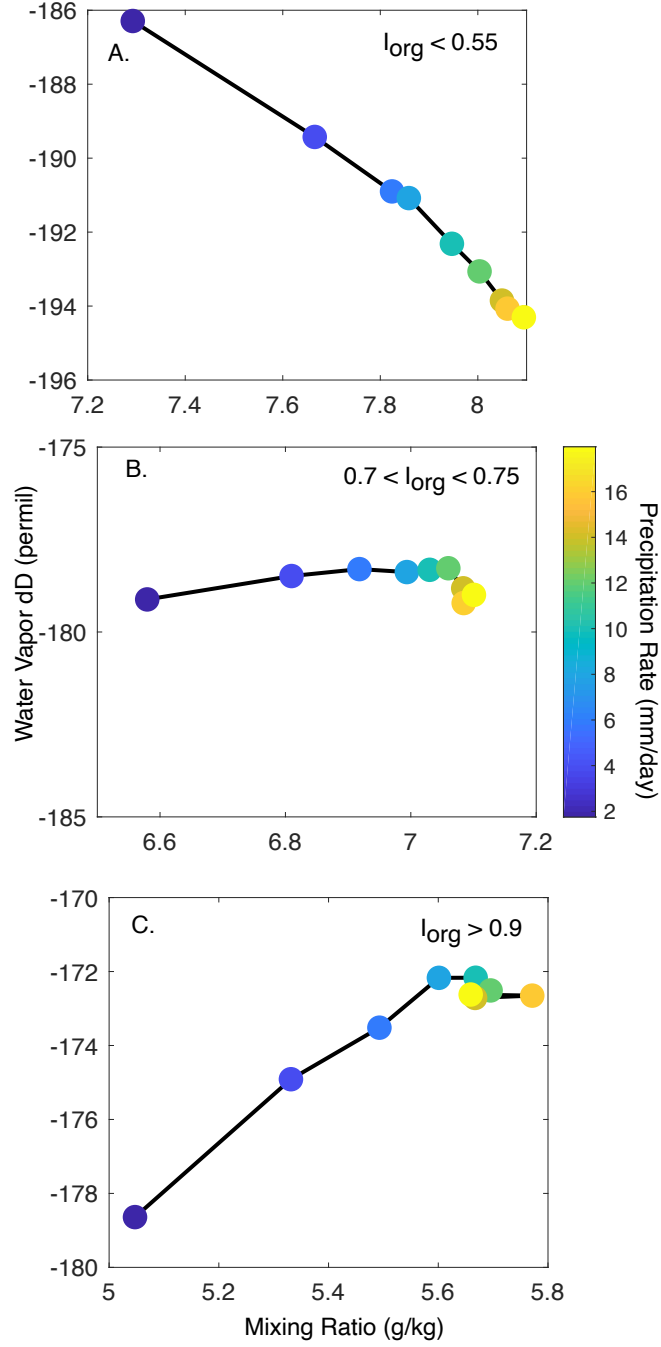 -186
A.
I_org < 0.55
-188
-190
-192
-194
-196
7.2 7.4 7.6 7.8 8
-175
B.
0.7 < I_org < 0.75
-180
-185
6.6 6.8 7 7.2
Water Vapor dD (permil)
16
14
12
10
8
6
4
2
Precipitation Rate (mm/day)
-170
C.
I_org > 0.9
-172
-174
-176
-178
-180
5 5.2 5.4 5.6 5.8
Mixing Ratio (g/kg)